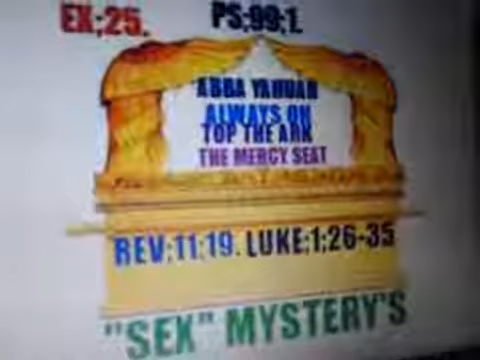 EX;25. PS;99;1.
ABBA YAHUAH
ALWAYS ON
TOP THE ARK
THE MERCY SEAT
REV;11;19. LUKE;1;26-35
"SEX" MYSTERY'S